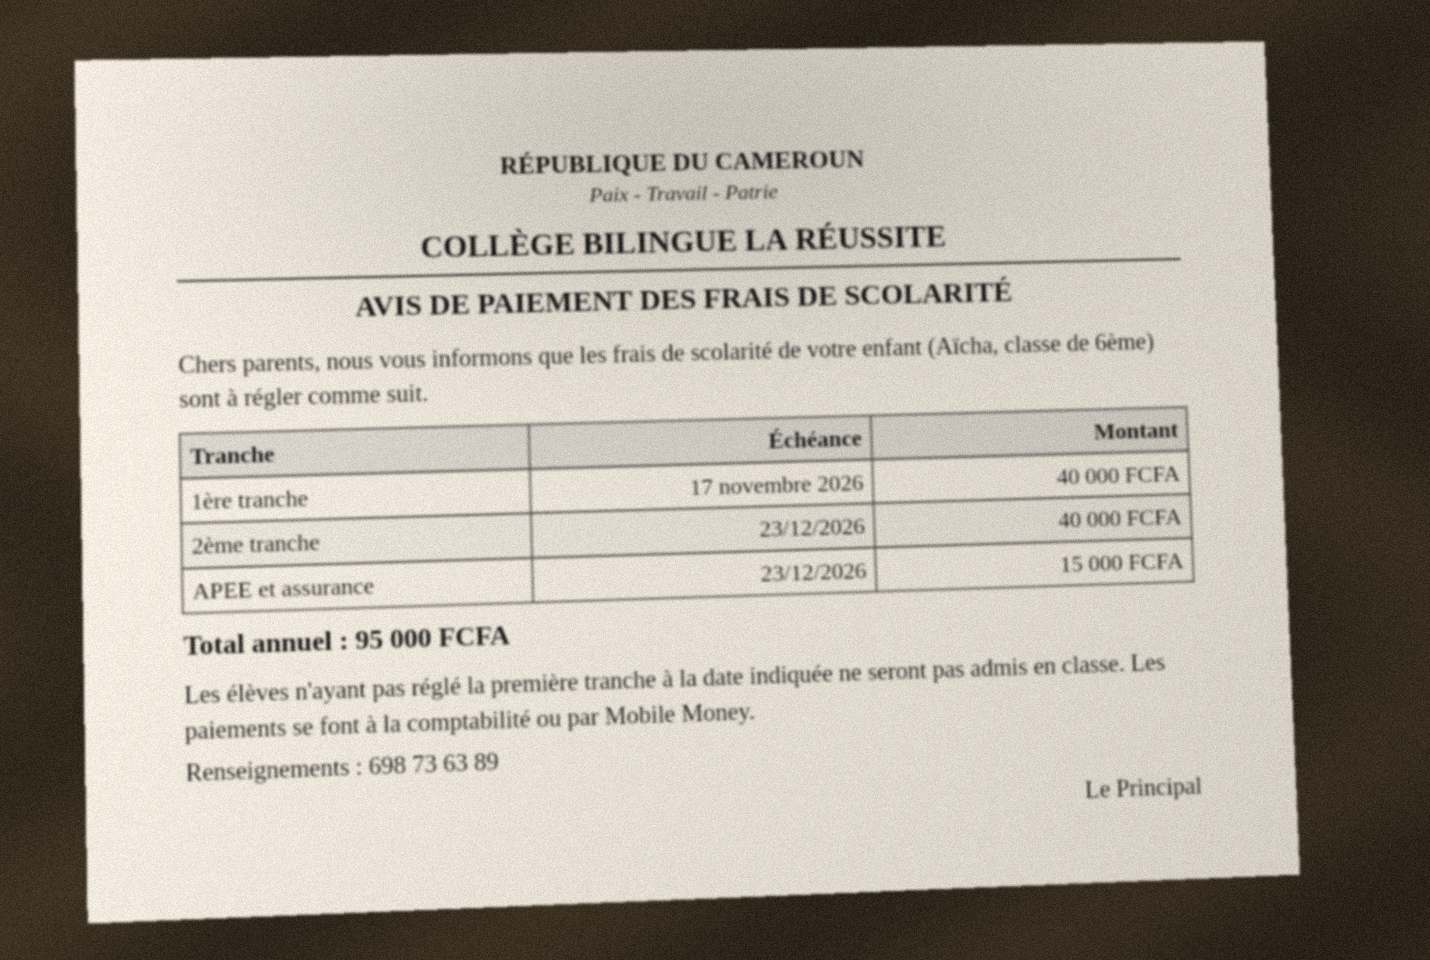 RÉPUBLIQUE DU CAMEROUN
Paix - Travail - Patrie
COLLÈGE BILINGUE LA RÉUSSITE
AVIS DE PAIEMENT DES FRAIS DE SCOLARITÉ
Chers parents, nous vous informons que les frais de scolarité de votre enfant (Aïcha, classe de 6ème)
sont à régler comme suit.
Tranche Échéance Montant
1ère tranche 17 novembre 2026 40 000 FCFA
2ème tranche 23/12/2026 40 000 FCFA
APEE et assurance 23/12/2026 15 000 FCFA
Total annuel : 95 000 FCFA
Les élèves n'ayant pas réglé la première tranche à la date indiquée ne seront pas admis en classe. Les
paiements se font à la comptabilité ou par Mobile Money.
Renseignements : 698 73 63 89
Le Principal